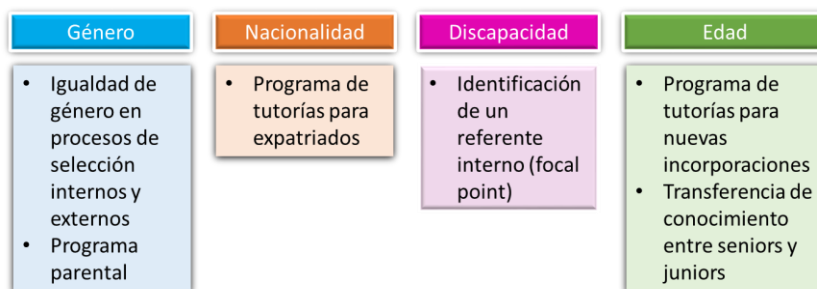 Género
• Igualdad de
género en
procesos de
selección
internos y
externos
• Programa
parental
Nacionalidad
• Programa de
tutorías para
expatriados
Discapacidad
• Identificación
de un
referente
interno (focal
point)
Edad
• Programa de
tutorías para
nuevas
incorporaciones
• Transferencia de
conocimiento
entre seniors y
juniors